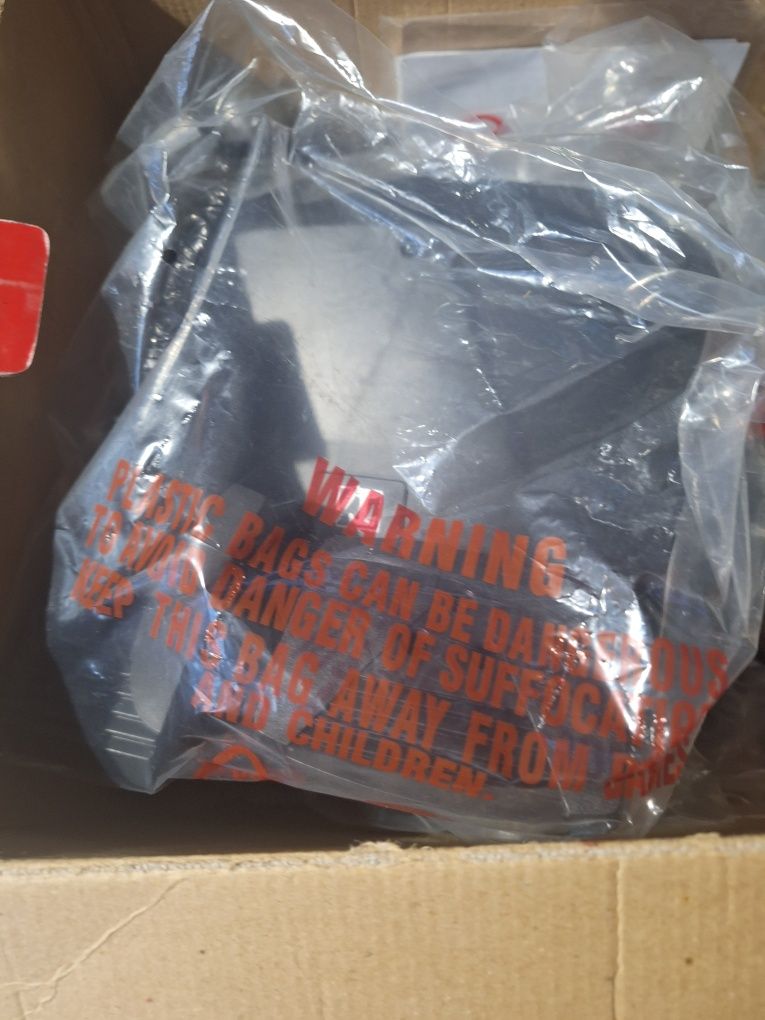 WARNING
PLASTIC BAGS CAN BE DANGEROUS
TO AVOID DANGER OF SUFFOCATION
KEEP THIS BAG AWAY FROM BABIES
AND CHILDREN.